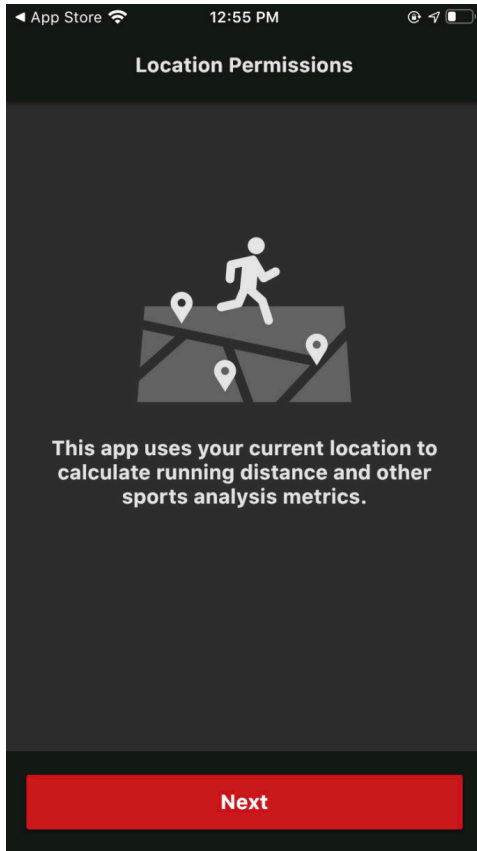 App Store 12:55 PM
Location Permissions
This app uses your current location to
calculate running distance and other
sports analysis metrics.
Next